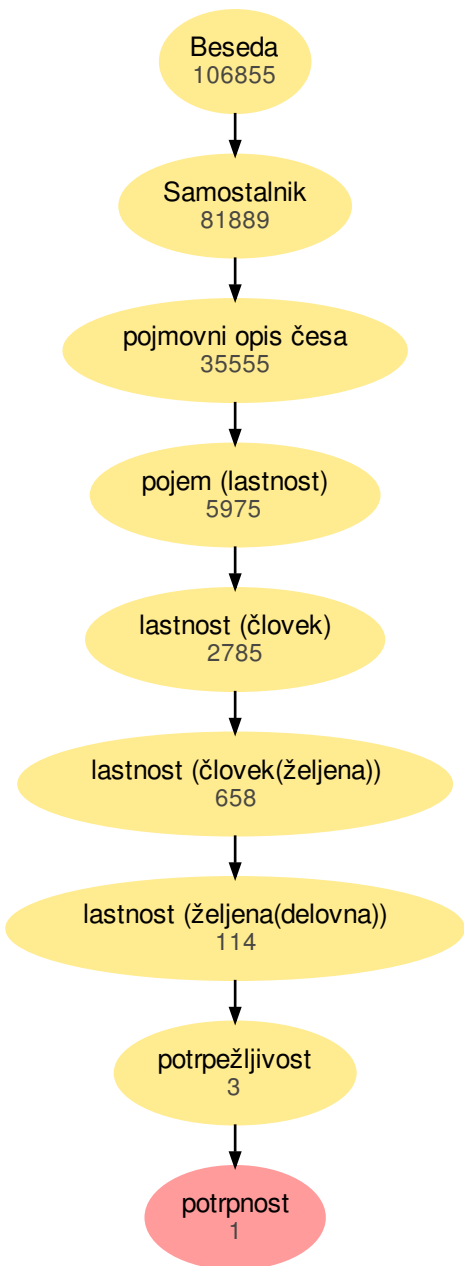 Beseda
106855
Samostalnik
81889
pojmovni opis česa
35555
pojem (lastnost)
5975
lastnost (človek)
2785
lastnost (človek(željena))
658
lastnost (željena(delovna))
114
potrpežljivost
3
potrpnost
1